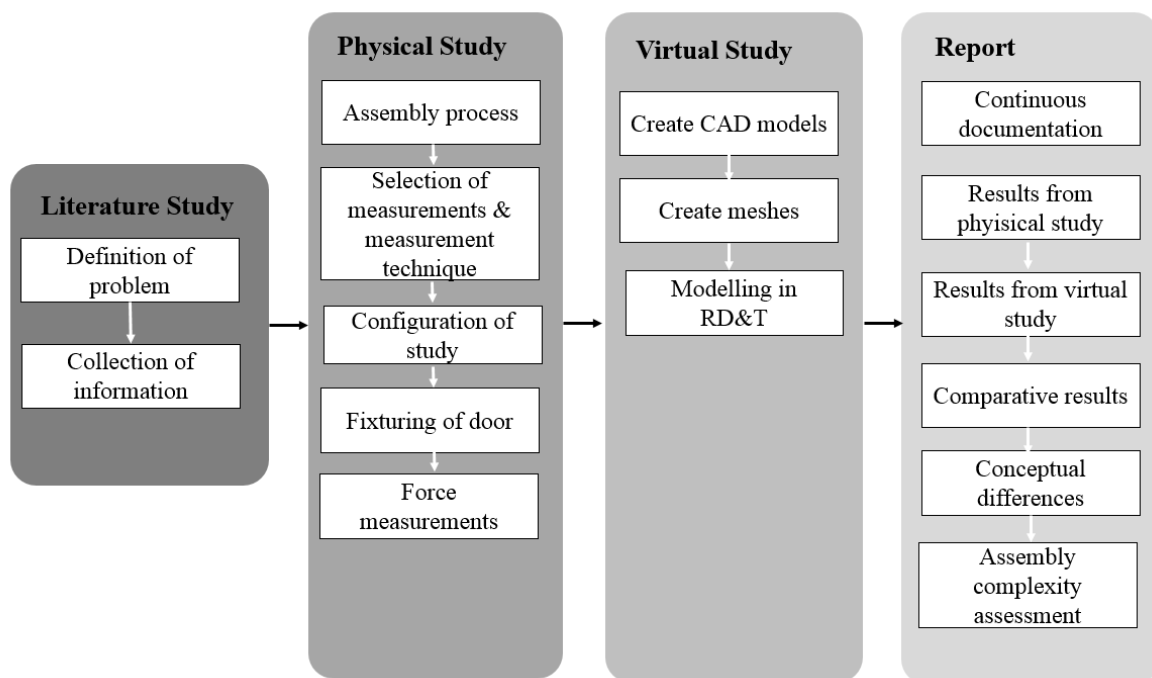 Literature Study
Definition of
problem
Collection of
information
Physical Study
Assembly process
Selection of
measurements &
measurement
technique
Configuration of
study
Fixturing of door
Force
measurements
Virtual Study
Create CAD models
Create meshes
Modelling in
RD&T
Report
Continuous
documentation
Results from
phyisical study
Results from virtual
study
Comparative results
Conceptual
differences
Assembly
complexity
assessment